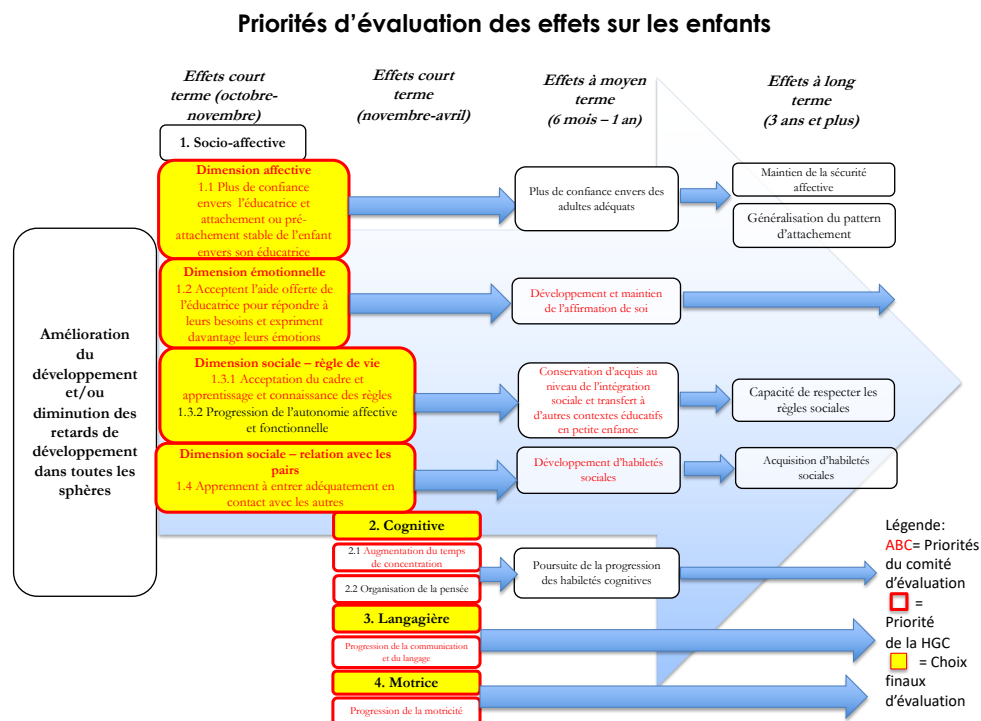 Priorités d'évaluation des effets sur les enfants
Effets court
terme (octobre-
novembre)
Effets court
terme
(novembre-avril)
Effets à moyen
terme
(6 mois – 1 an)
Effets à long
terme
(3 ans et plus)
1. Socio-affective
Dimension affective
1.1 Plus de confiance
envers l'éducatrice et
attachement ou pré-
attachement stable de l'enfant
envers son éducatrice
Plus de confiance envers des
adultes adéquats
Maintien de la sécurité
affective
Généralisation du pattern
d'attachement
Dimension émotionnelle
1.2 Acceptent l'aide offerte de
l'éducatrice pour répondre à
leurs besoins et expriment
davantage leurs émotions
Développement et maintien
de l'affirmation de soi
Amélioration
du
développement
et/ou
diminution des
retards de
développement
dans toutes les
sphères
Dimension sociale – règle de vie
1.3.1 Acceptation du cadre et
apprentissage et connaissance des règles
1.3.2 Progression de l'autonomie affective
et fonctionnelle
Conservation d'acquis au
niveau de l'intégration
sociale et transfert à
d'autres contextes éducatifs
en petite enfance
Capacité de respecter les
règles sociales
Dimension sociale – relation avec les
pairs
1.4 Apprennent à entrer adéquatement en
contact avec les autres
Développement d'habiletés
sociales
Acquisition d'habiletés
sociales
2. Cognitive
2.1 Augmentation du temps
de concentration
2.2 Organisation de la pensée
Poursuite de la progression
des habiletés cognitives
3. Langagière
Progression de la communication
et du langage
4. Motrice
Progression de la motricité
Légende:
ABC= Priorités
du comité
d'évaluation
=
Priorité
de la HGC
= Choix
finaux
d'évaluation